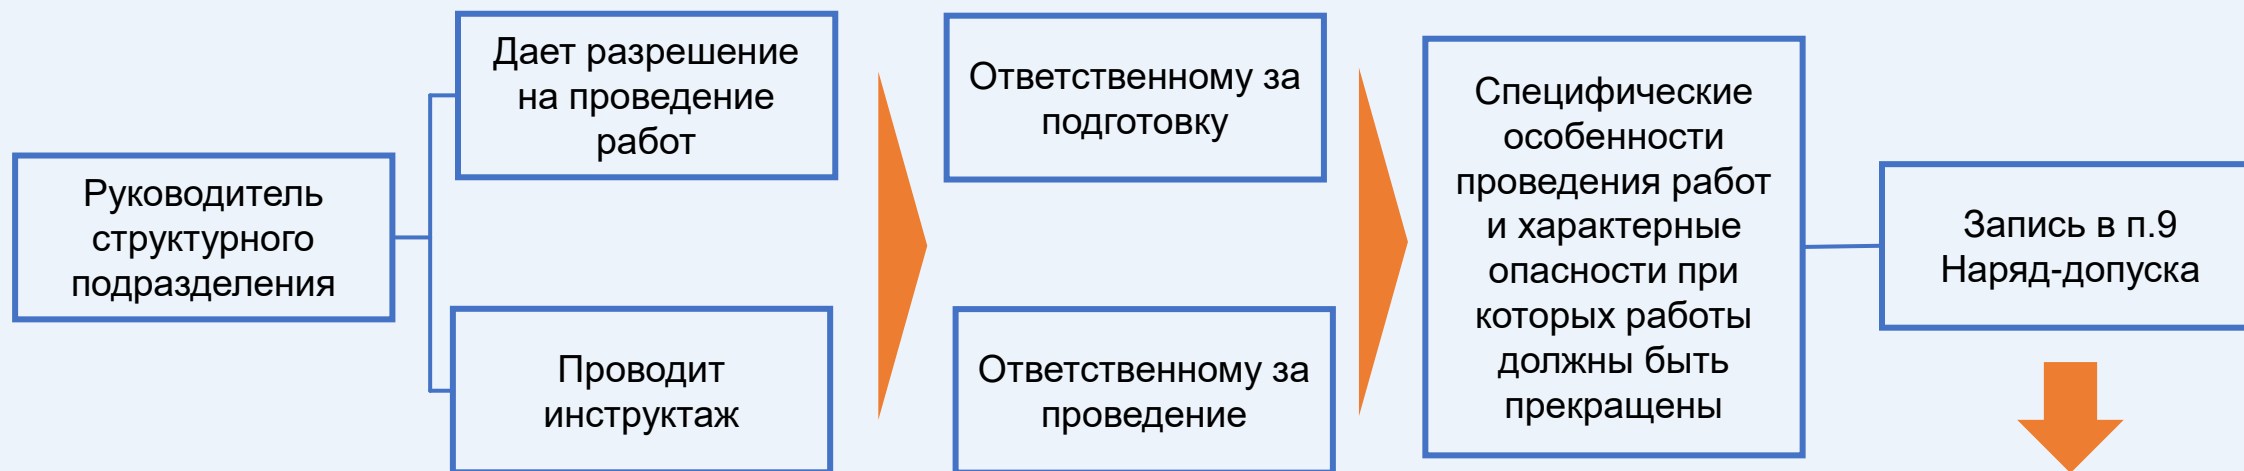 Руководитель
структурного
подразделения
Дает разрешение
на проведение
работ
Проводит
инструктаж
Ответственному за
подготовку
Ответственному за
проведение
Специфические
особенности
проведения работ
и характерные
опасности при
которых работы
должны быть
прекращены
Запись в п.9
Наряд-допуска